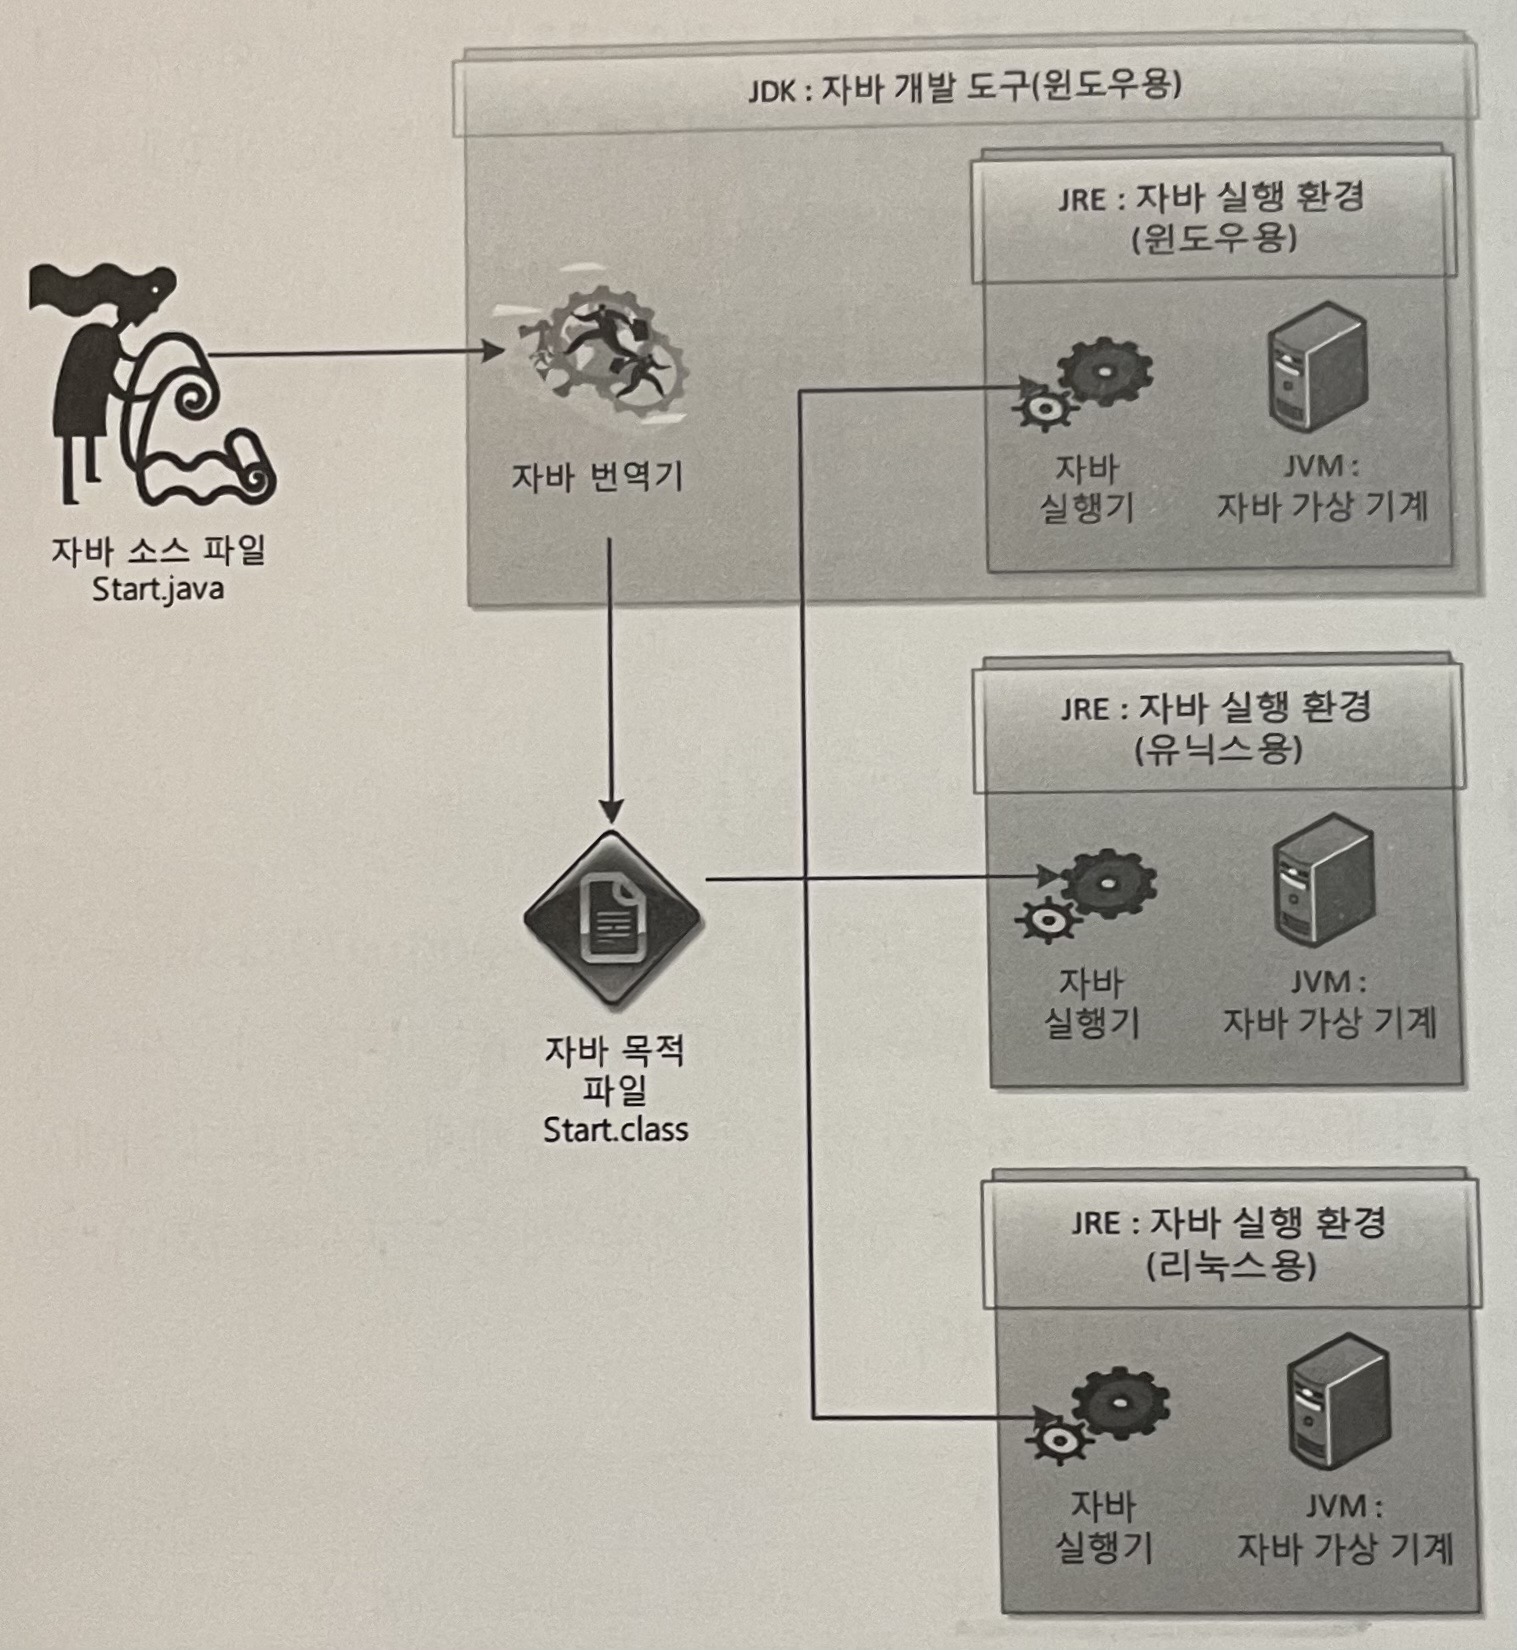 JDK : 자바 개발 도구(윈도우용)
JRE : 자바 실행 환경
(윈도우용)
자바 번역기
자바
실행기
JVM :
자바 가상 기계
자바 소스 파일
Start.java
JRE : 자바 실행 환경
(유닉스용)
자바
실행기
JVM :
자바 가상 기계
자바 목적
파일
Start.class
JRE : 자바 실행 환경
(리눅스용)
자바
실행기
JVM :
자바 가상 기계